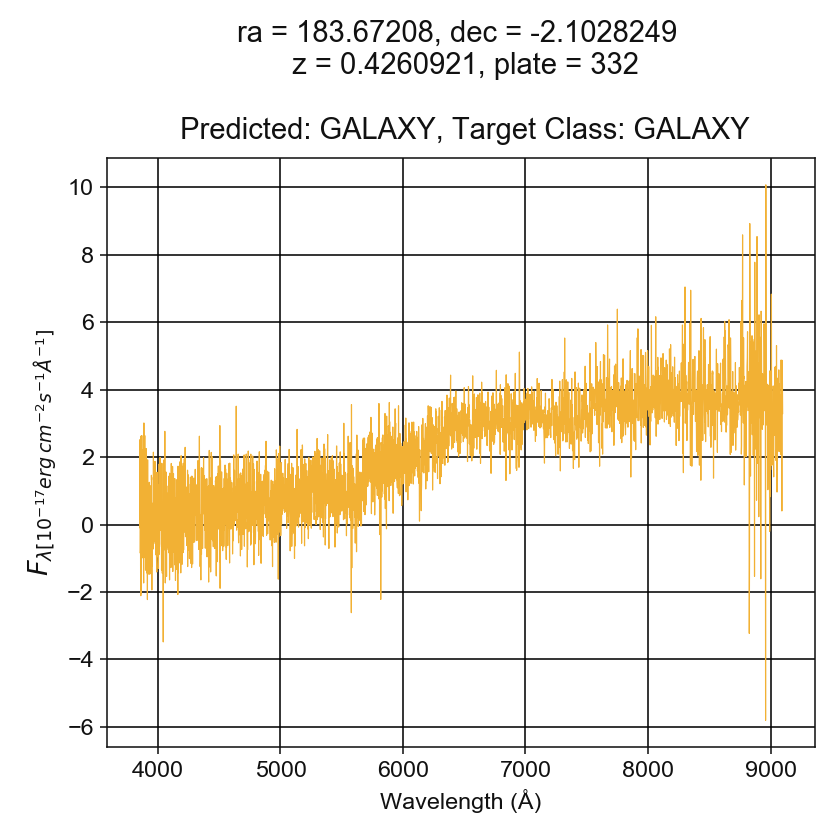 ra = 183.67208, dec = -2.1028249
z = 0.4260921, plate = 332
Predicted: GALAXY, Target Class: GALAXY
F_{λ[10^{-17}erg cm^{-2}s^{-1}Å^{-1}]}
10
8
6
4
2
0
−2
−4
−6
4000 5000 6000 7000 8000 9000
Wavelength (Å)